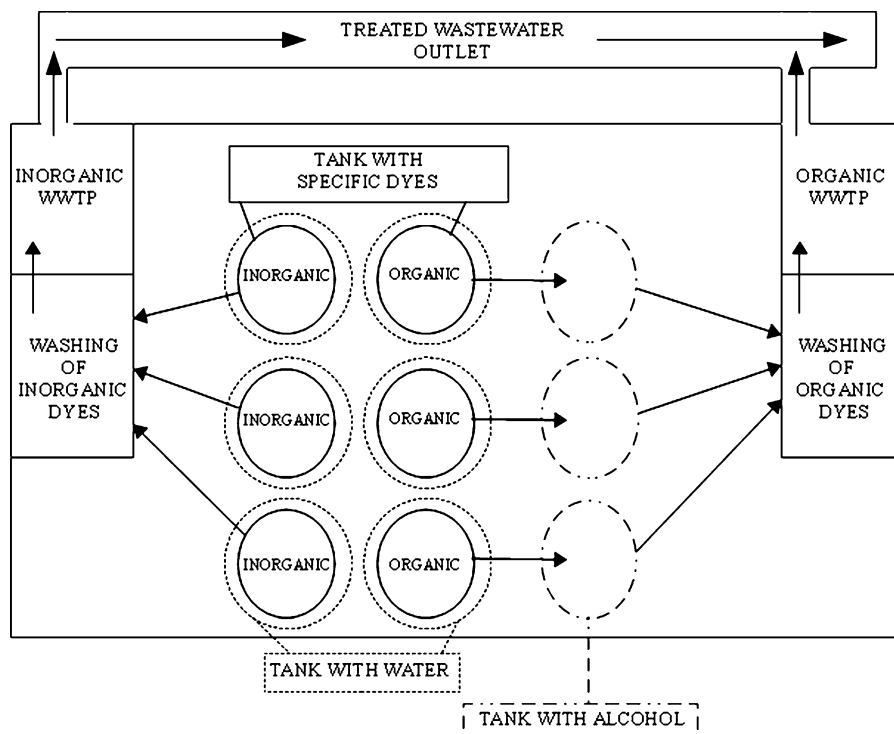 TREATED WASTEWATER
OUTLET
INORGANIC
WWTP
TANK WITH
SPECIFIC DYES
ORGANIC
WWTP
INORGANIC
ORGANIC
WASHING
OF
INORGANIC
DYES
WASHING
OF
ORGANIC
DYES
INORGANIC
ORGANIC
INORGANIC
ORGANIC
TANK WITH WATER
TANK WITH ALCOHOL